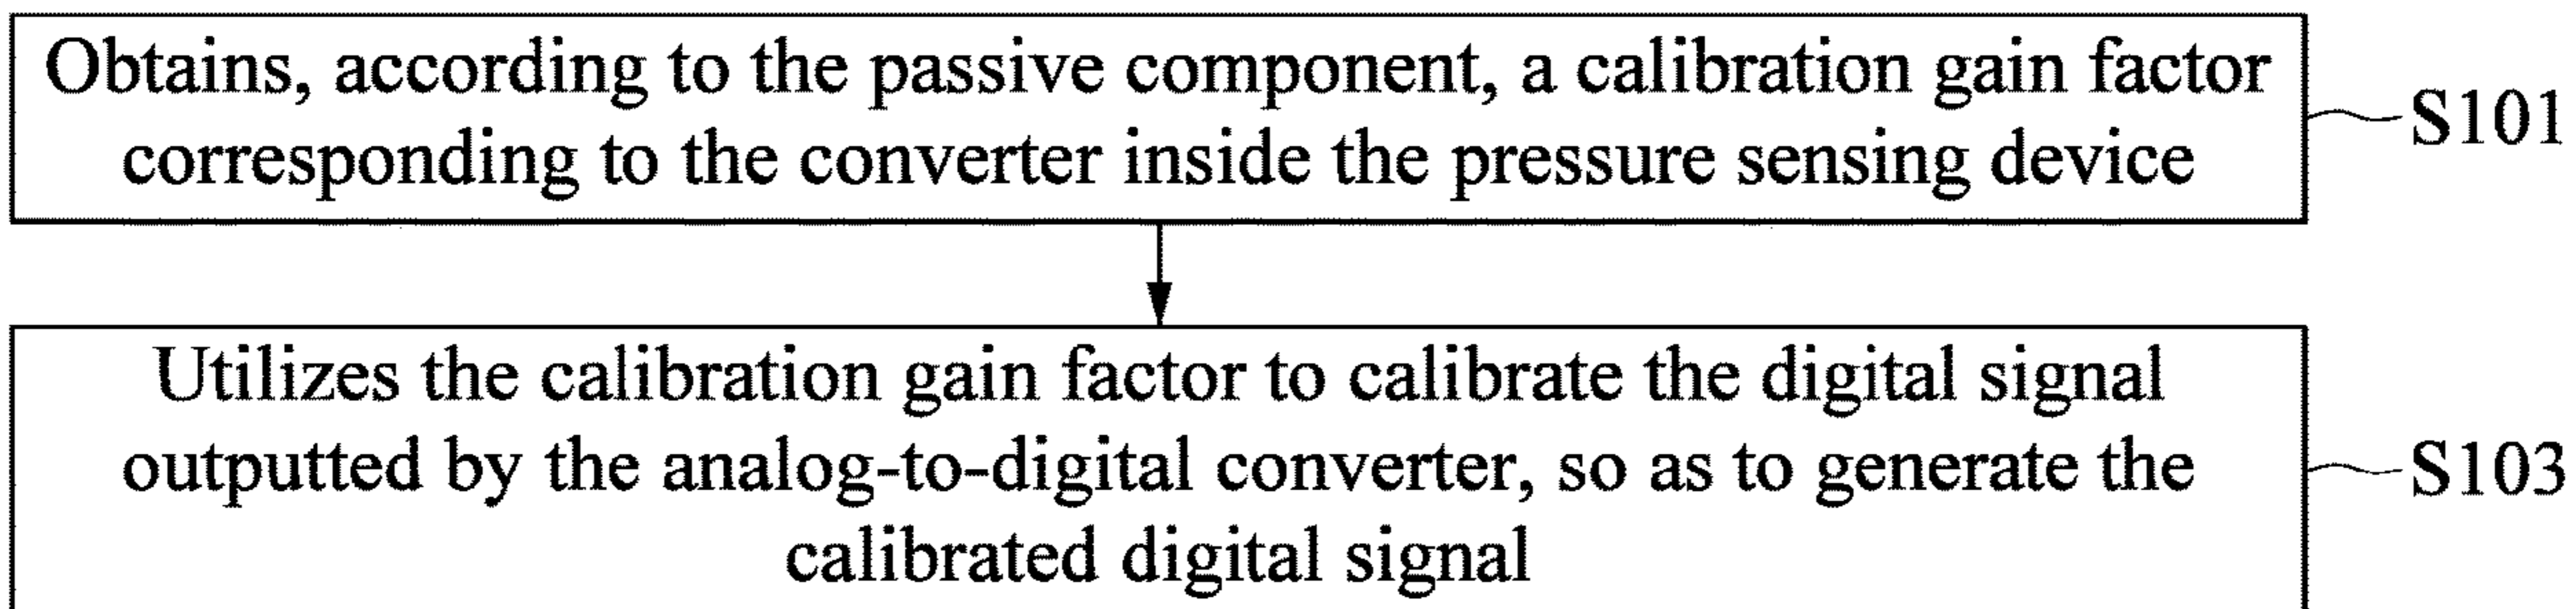 Obtains, according to the passive component, a calibration gain factor
corresponding to the converter inside the pressure sensing device
S101
Utilizes the calibration gain factor to calibrate the digital signal
outputted by the analog-to-digital converter, so as to generate the
calibrated digital signal
S103